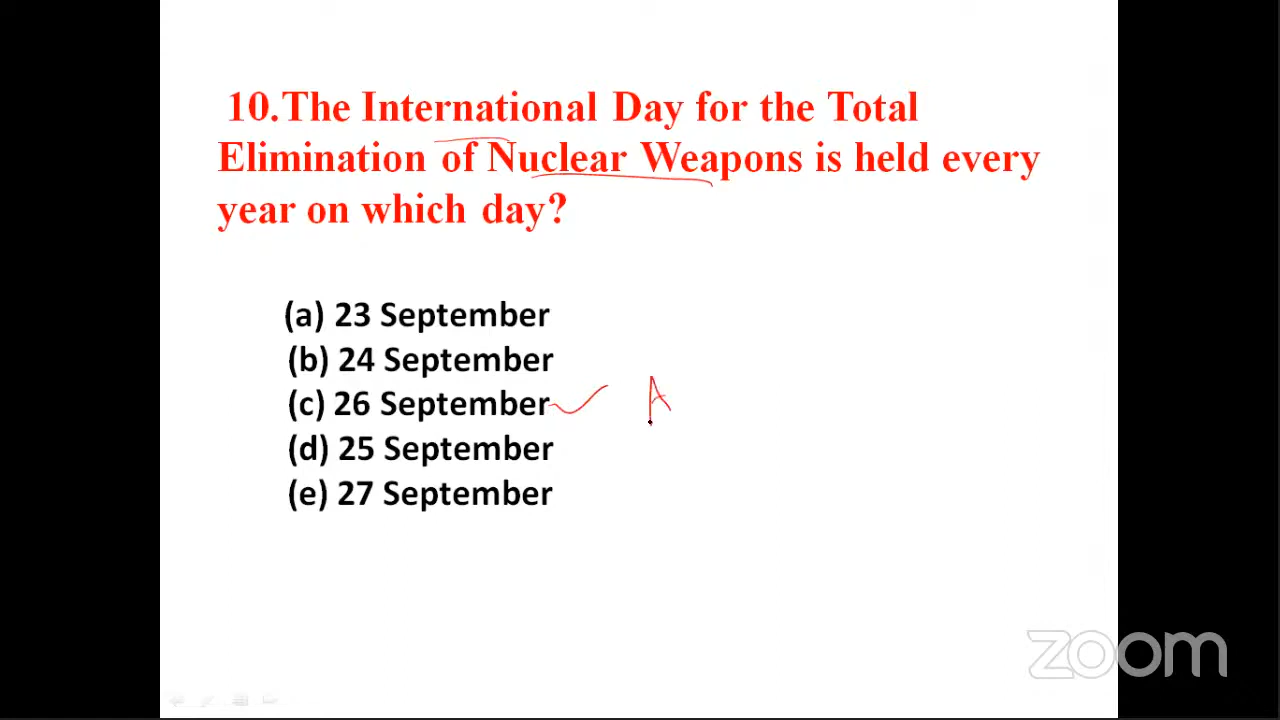 10.The International Day for the Total
Elimination of Nuclear Weapons is held every
year on which day?
(a) 23 September
(b) 24 September
(c) 26 September
A
(d) 25 September
(e) 27 September
zoom